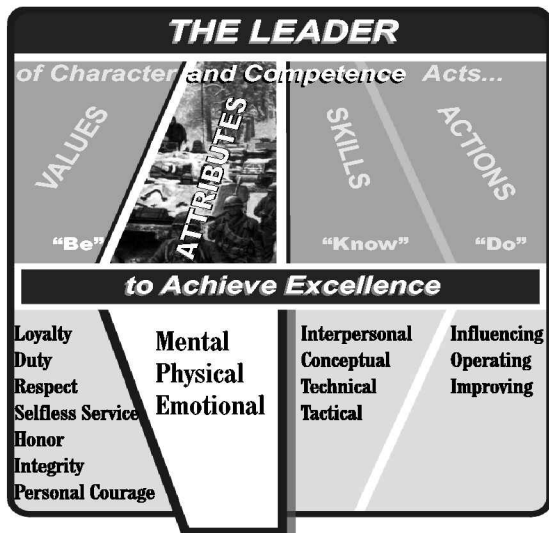 THE LEADER
of Character and Competence Acts...
VALUES
ATTRIBUTES
SKILLS
ACTIONS
"Be"
"Know"
"Do"
to Achieve Excellence
Loyalty
Duty
Respect
Selfless Service
Honor
Integrity
Personal Courage
Mental
Physical
Emotional
Interpersonal
Conceptual
Technical
Tactical
Influencing
Operating
Improving